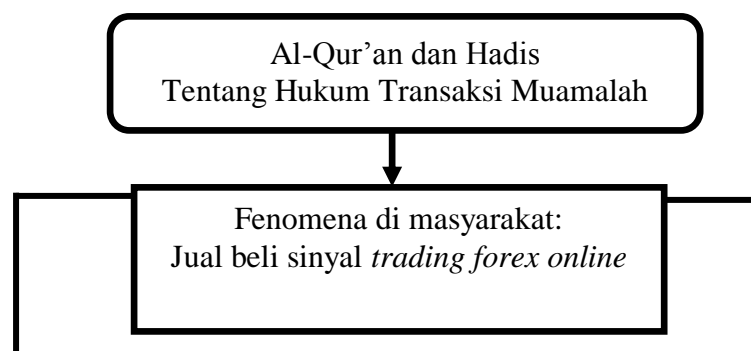 Al-Qur’an dan Hadis
Tentang Hukum Transaksi Muamalah
Fenomena di masyarakat:
Jual beli sinyal trading forex online